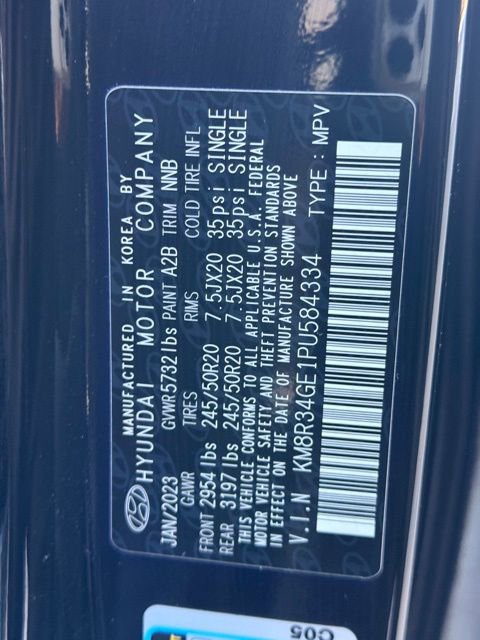 MANUFACTURED IN KOREA BY
HYUNDAI MOTOR COMPANY
JAN/2023 GVWR 5732 lbs PAINT A2B TRIM NNB
GAWR TIRES RIMS COLD TIRE INFL
FRONT 2954 lbs 245/50R20 7.5JX20 35psi SINGLE
REAR 3197 lbs 245/50R20 7.5JX20 35psi SINGLE
THIS VEHICLE CONFORMS TO ALL APPLICABLE U.S.A. FEDERAL
MOTOR VEHICLE SAFETY AND THEFT PREVENTION STANDARDS
IN EFFECT ON THE DATE OF MANUFACTURE SHOWN ABOVE
V.I.N KM8R34GE1PU584334 TYPE : MPV
C05